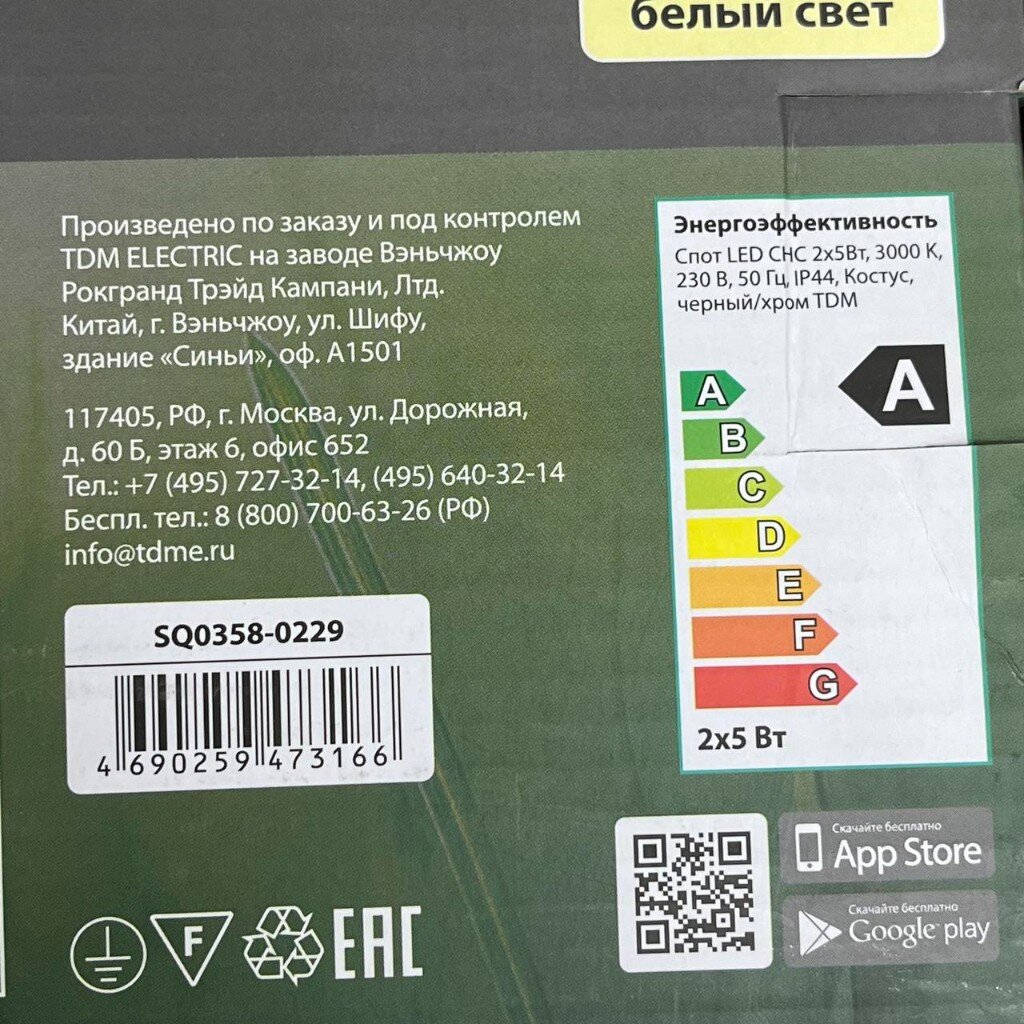 белый свет
Произведено по заказу и под контролем
TDM ELECTRIC на заводе Вэньчжоу
Рокгранд Трэйд Кампани, Лтд.
Китай, г. Вэньчжоу, ул. Шифу,
здание «Синьи», оф. А1501
117405, РФ, г. Москва, ул. Дорожная,
д. 60 Б, этаж 6, офис 652
Тел.: +7 (495) 727-32-14, (495) 640-32-14
Беспл. тел.: 8 (800) 700-63-26 (РФ)
info@tdme.ru
SQ0358-0229
4 690259 473166
F
EAC
Энергоэффективность
Спот LED СНС 2х5Вт, 3000 К,
230 В, 50 Гц, IP44, Костус,
черный/хром TDM
A
A
B
C
D
E
F
G
2х5 Вт
Скачайте бесплатно
App Store
Скачайте бесплатно
Google play